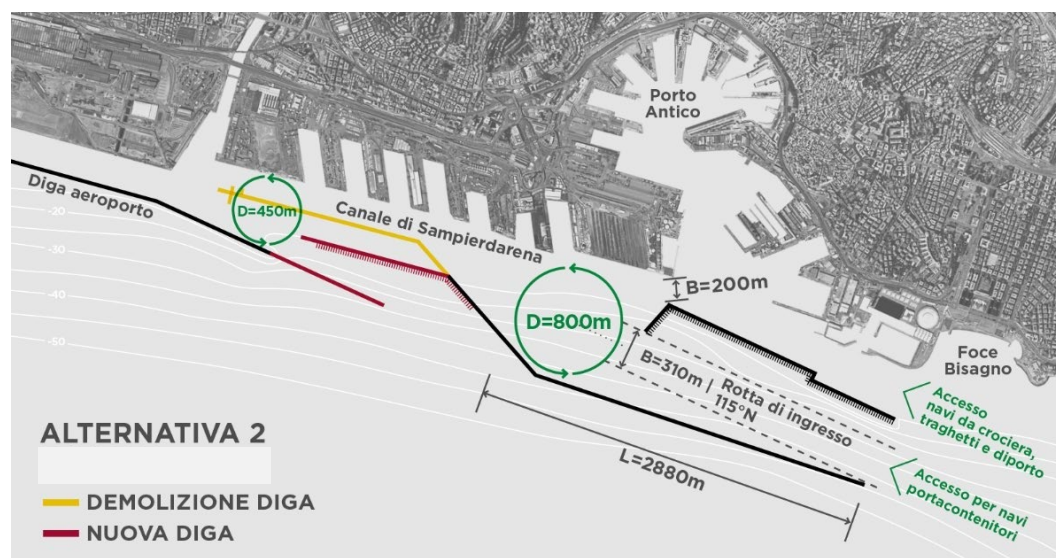 Porto
Antico
Diga aeroporto
D=450m
Canale di Sampierdarena
-20
-30
-40
-50
B=200m
D=800m
B=310m / Rotta di ingresso
115°N
Foce
Bisagno
Accesso
navi da crociera,
traghetti e diporto
Accesso per navi
portacontenitori
L=2880m
ALTERNATIVA 2
DEMOLIZIONE DIGA
NUOVA DIGA